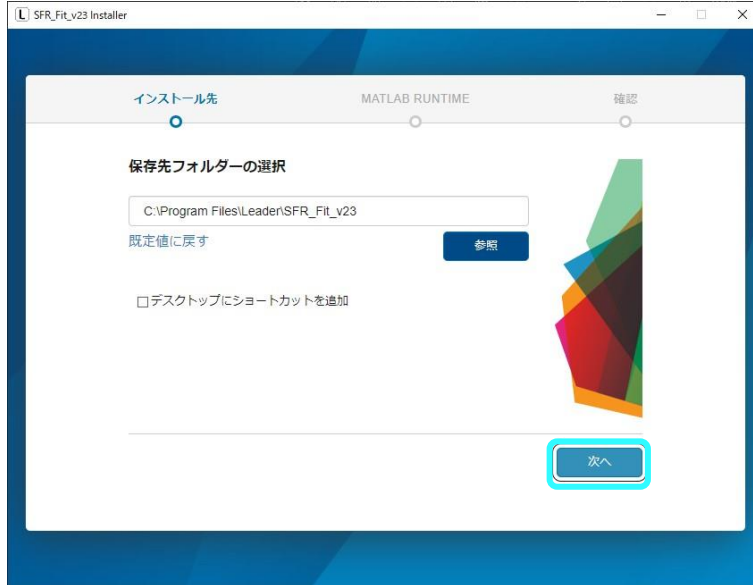 L SFR_Fit_v23 Installer
インストール先 MATLAB RUNTIME 確認
保存先フォルダーの選択
C:\Program Files\Leader\SFR_Fit_v23
既定値に戻す 参照
デスクトップにショートカットを追加
次へ